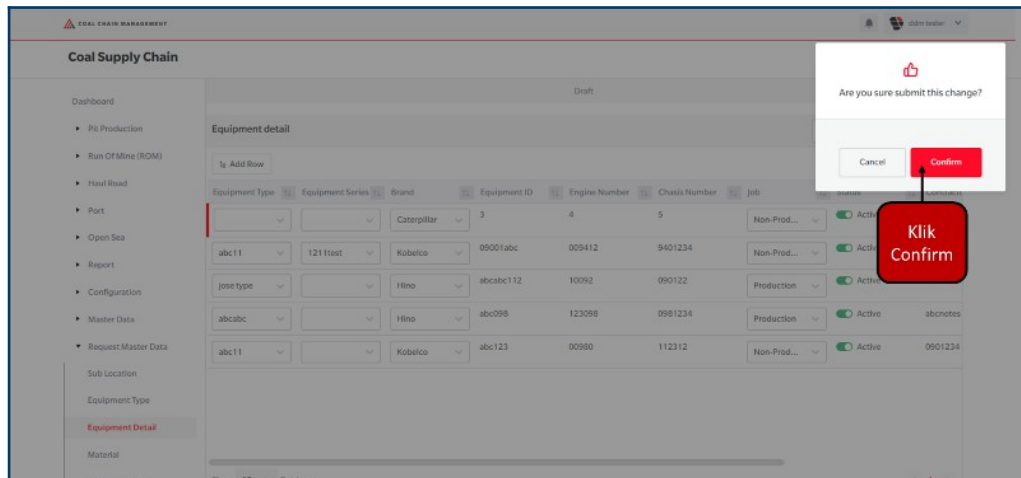 COAL CHAIN MANAGEMENT
ddm tester
Coal Supply Chain
Are you sure submit this change?
Cancel
Confirm
Klik
Confirm
Draft
Dashboard
Pit Production
Run Of Mine (ROM)
Haul Road
Port
Open Sea
Report
Configuration
Master Data
Request Master Data
Sub Location
Equipment Type
Equipment Detail
Material
Equipment detail
Add Row
Equipment Type Equipment Series Brand Equipment ID Engine Number Chasis Number Job Status
Caterpillar 3 4 5 Non-Prod... Active
abc11 1211test Kobelco 09001abc 009412 9401234 Non-Prod... Active
jose type Hino abcabc112 10092 090122 Production Active
abcabc Hino abc098 123098 0981234 Production Active abcnotes
abc11 Kobelco abc123 00980 112312 Non-Prod... Active 0901234